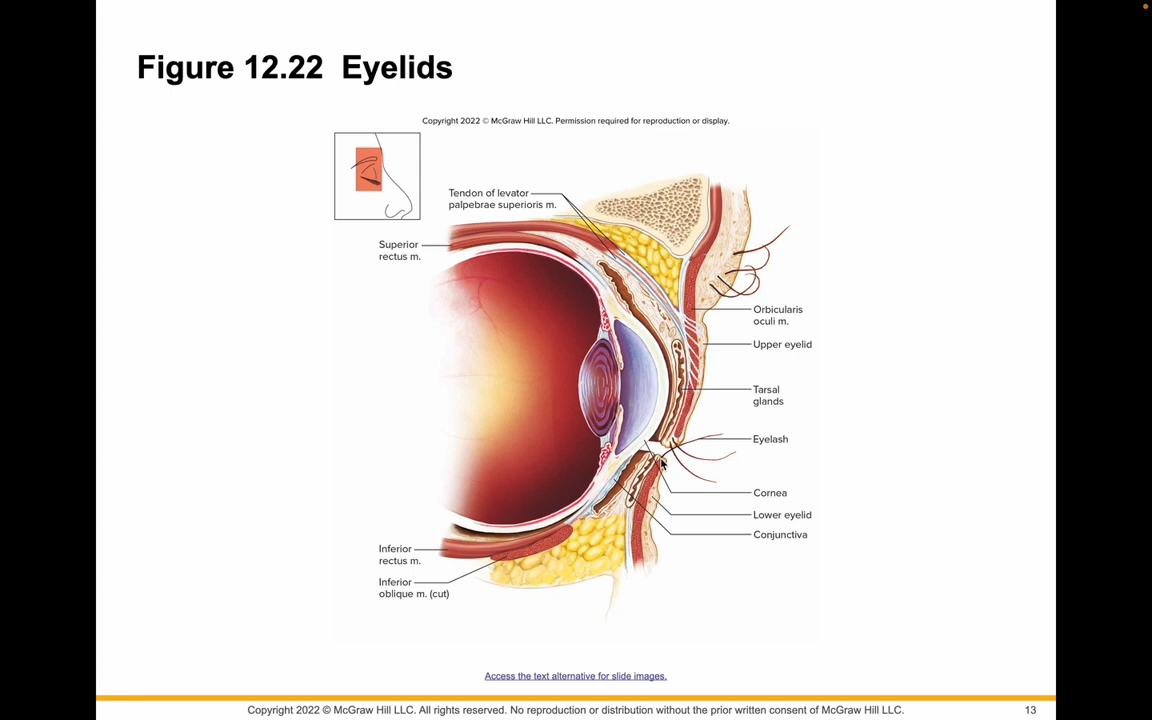 Figure 12.22 Eyelids
Copyright 2022 © McGraw Hill LLC. Permission required for reproduction or display.
Tendon of levator
palpebrae superioris m.
Superior
rectus m.
Orbicularis
oculi m.
Upper eyelid
Tarsal
glands
Eyelash
Cornea
Lower eyelid
Conjunctiva
Inferior
rectus m.
Inferior
oblique m. (cut)
Access the text alternative for slide images.
Copyright 2022 © McGraw Hill LLC. All rights reserved. No reproduction or distribution without the prior written consent of McGraw Hill LLC.
13